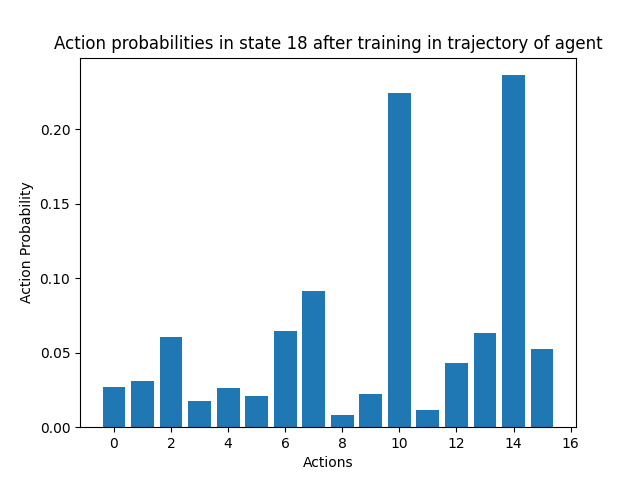 Action probabilities in state 18 after training in trajectory of agent
Action Probability
0.20
0.15
0.10
0.05
0.00
0 2 4 6 8 10 12 14 16
Actions